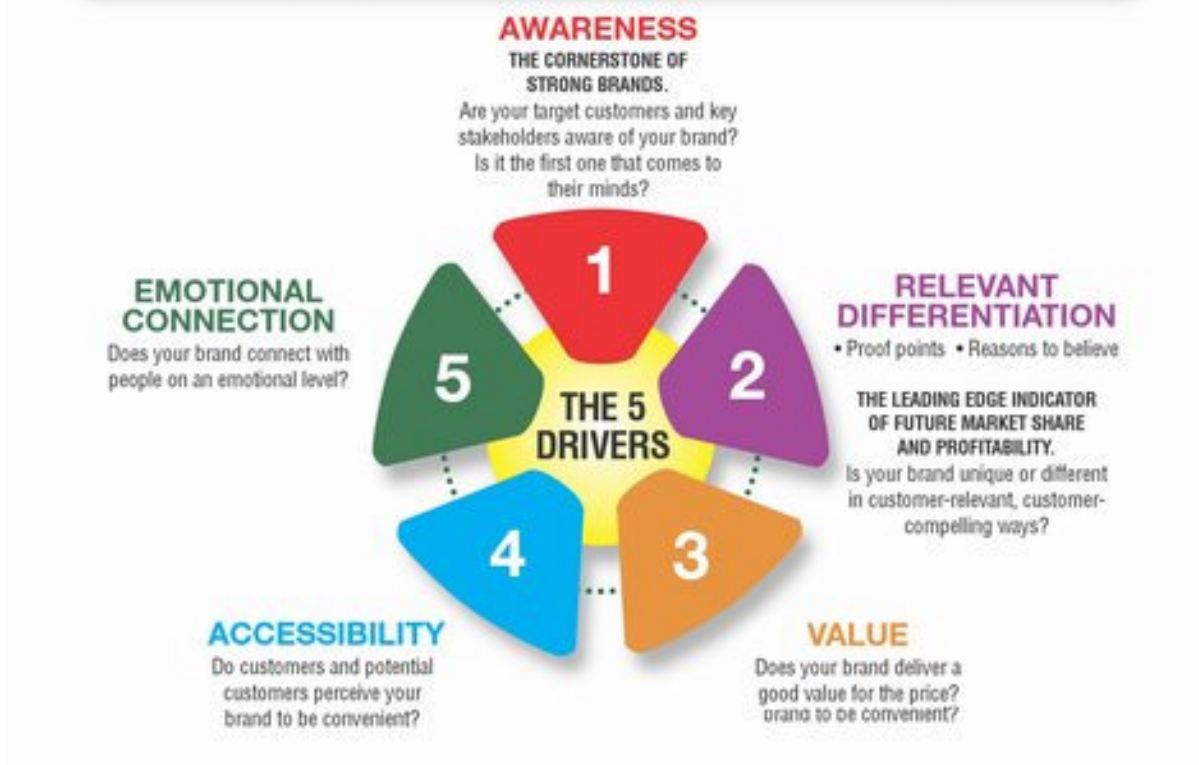 AWARENESS
THE CORNERSTONE OF
STRONG BRANDS.
Are your target customers and key
stakeholders aware of your brand?
Is it the first one that comes to
their minds?
1
RELEVANT
DIFFERENTIATION
• Proof points • Reasons to believe
THE LEADING EDGE INDICATOR
OF FUTURE MARKET SHARE
AND PROFITABILITY.
Is your brand unique or different
in customer-relevant, customer-
compelling ways?
2
EMOTIONAL
CONNECTION
Does your brand connect with
people on an emotional level?
5
THE 5
DRIVERS
4
3
ACCESSIBILITY
Do customers and potential
customers perceive your
brand to be convenient?
VALUE
Does your brand deliver a
good value for the price?
brand to be convenient?